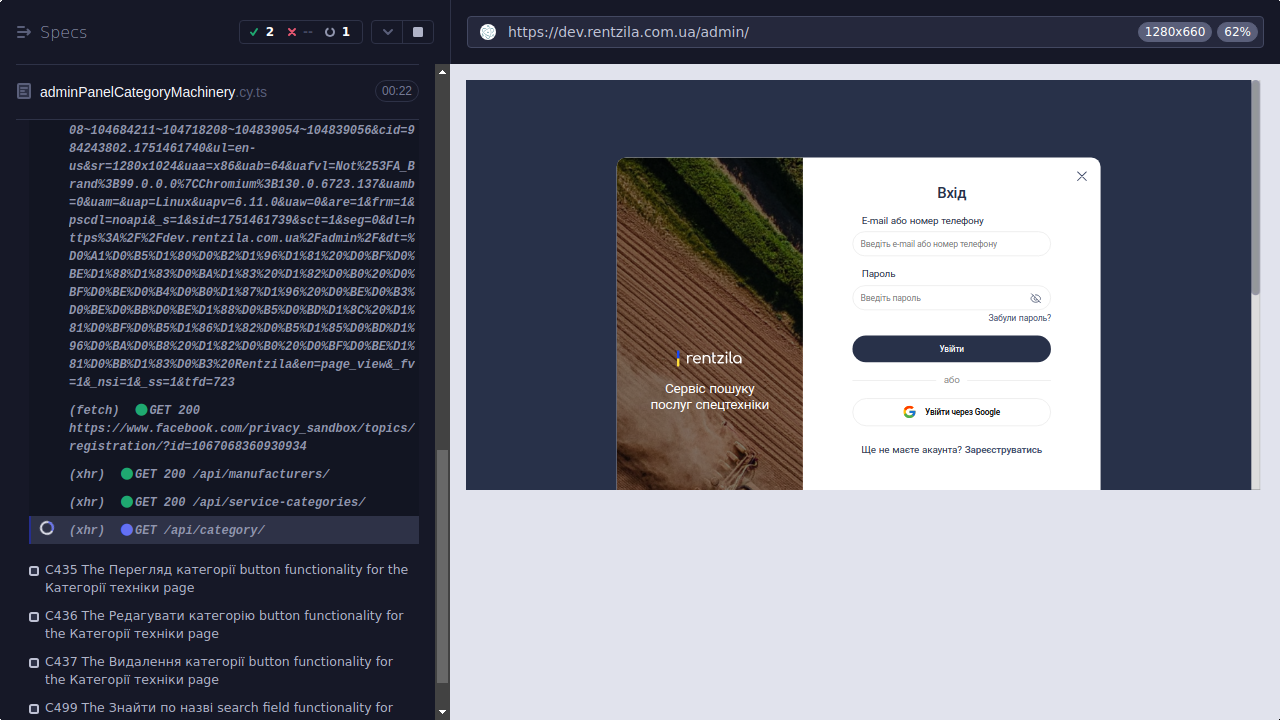 Specs
2
--
1
https://dev.rentzila.com.ua/admin/
1280x660
62%
adminPanelCategoryMachinery.cy.ts
00:22
08~104684211~104718208~104839054~104839056&cid=9
84243802.1751461740&ul=en-
us&sr=1280x1024&uaa=x86&uab=64&uafvl=Not%253FA_B
rand%3B99.0.0.0%7CChromium%3B130.0.6723.137&uamb
=0&uam=&uap=Linux&uapv=6.11.0&uaw=0&are=1&frm=1&
pscdl=noapi&_s=1&sid=1751461739&sct=1&seg=0&dl=h
ttps%3A%2F%2Fdev.rentzila.com.ua%2Fadmin%2F&dt=%
D0%A1%D0%B5%D1%80%D0%B2%D1%96%D1%81%20%D0%BF%D0%
BE%D1%88%D1%83%D0%BA%D1%83%20%D1%82%D0%B0%20%D0%
BF%D0%BE%D0%B4%D0%B0%D1%87%D1%96%20%D0%BE%D0%B3%
D0%BE%D0%BB%D0%BE%D1%88%D0%B5%D0%BD%D1%8C%20%D1%
81%D0%BF%D0%B5%D1%86%D1%82%D0%B5%D1%85%D0%BD%D1%
96%D0%BA%D0%B8%20%D1%82%D0%B0%20%D0%BF%D0%BE%D1%
81%D0%BB%D1%83%D0%B3%20Rentzila&en=page_view&_fv
=1&_nsi=1&_ss=1&tfd=723
(fetch) GET 200
https://www.facebook.com/privacy_sandbox/topics/
registration/?id=1067068360930934
(xhr) GET 200 /api/manufacturers/
(xhr) GET 200 /api/service-categories/
(xhr) GET /api/category/
C435 The Перегляд категорії button functionality for the
Категорії техніки page
C436 The Редагувати категорію button functionality for
the Категорії техніки page
C437 The Видалення категорії button functionality for
the Категорії техніки page
C499 The Знайти по назві search field functionality for
rentzila
Сервіс пошуку
послуг спецтехніки
Вхід
E-mail або номер телефону
Введіть e-mail або номер телефону
Пароль
Введіть пароль
Забули пароль?
Увійти
або
Увійти через Google
Ще не маєте акаунта? Зареєструватись